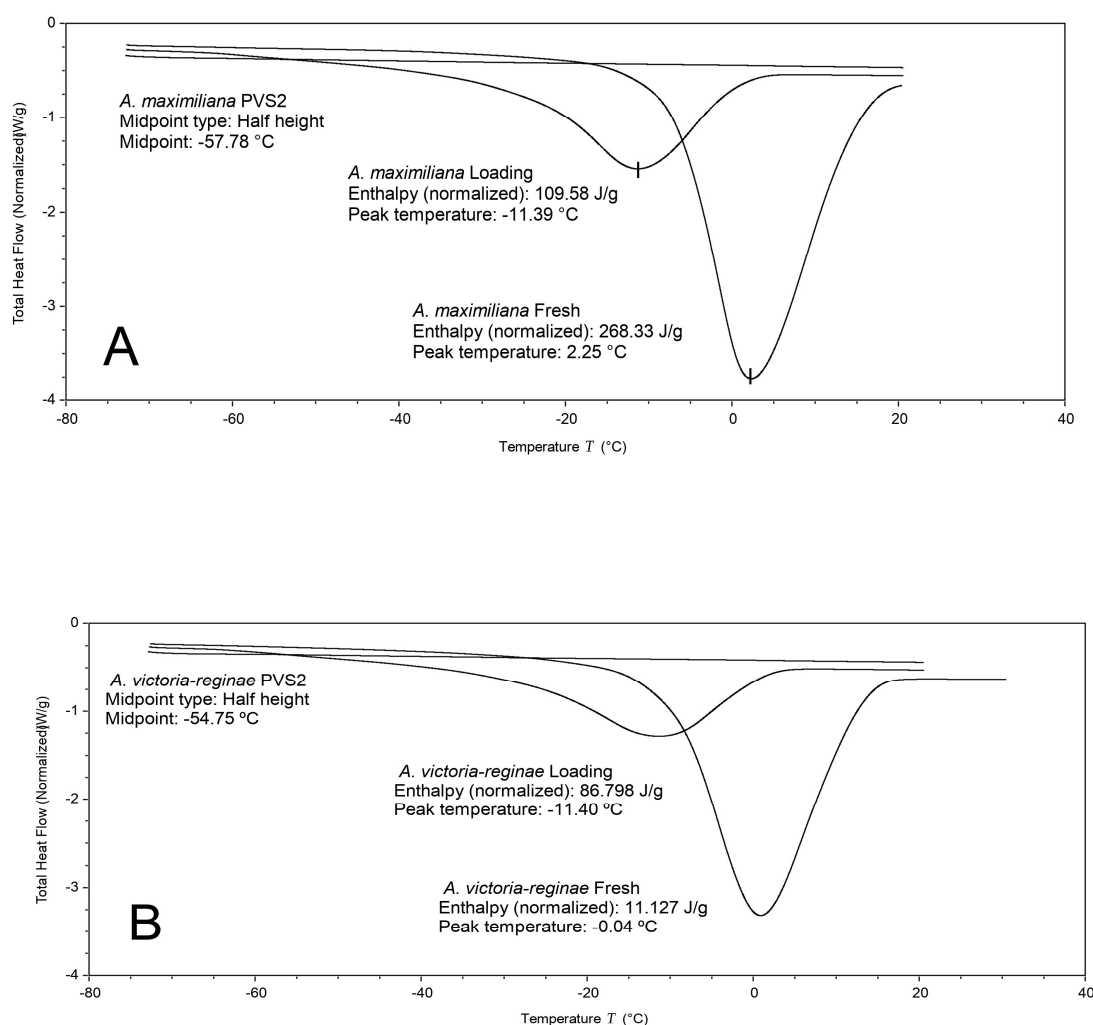 0
-1
-2
-3
-4
Total Heat Flow (Normalized)(W/g)
A. maximiliana PVS2
Midpoint type: Half height
Midpoint: -57.78 °C
A. maximiliana Loading
Enthalpy (normalized): 109.58 J/g
Peak temperature: -11.39 °C
A. maximiliana Fresh
Enthalpy (normalized): 268.33 J/g
Peak temperature: 2.25 °C
A
-80 -60 -40 -20 0 20 40
Temperature T (°C)
0
-1
-2
-3
-4
Total Heat Flow (Normalized)(W/g)
A. victoria-reginae PVS2
Midpoint type: Half height
Midpoint: -54.75 ºC
A. victoria-reginae Loading
Enthalpy (normalized): 86.798 J/g
Peak temperature: -11.40 ºC
A. victoria-reginae Fresh
Enthalpy (normalized): 11.127 J/g
Peak temperature: -0.04 ºC
B
-80 -60 -40 -20 0 20 40
Temperature T (°C)